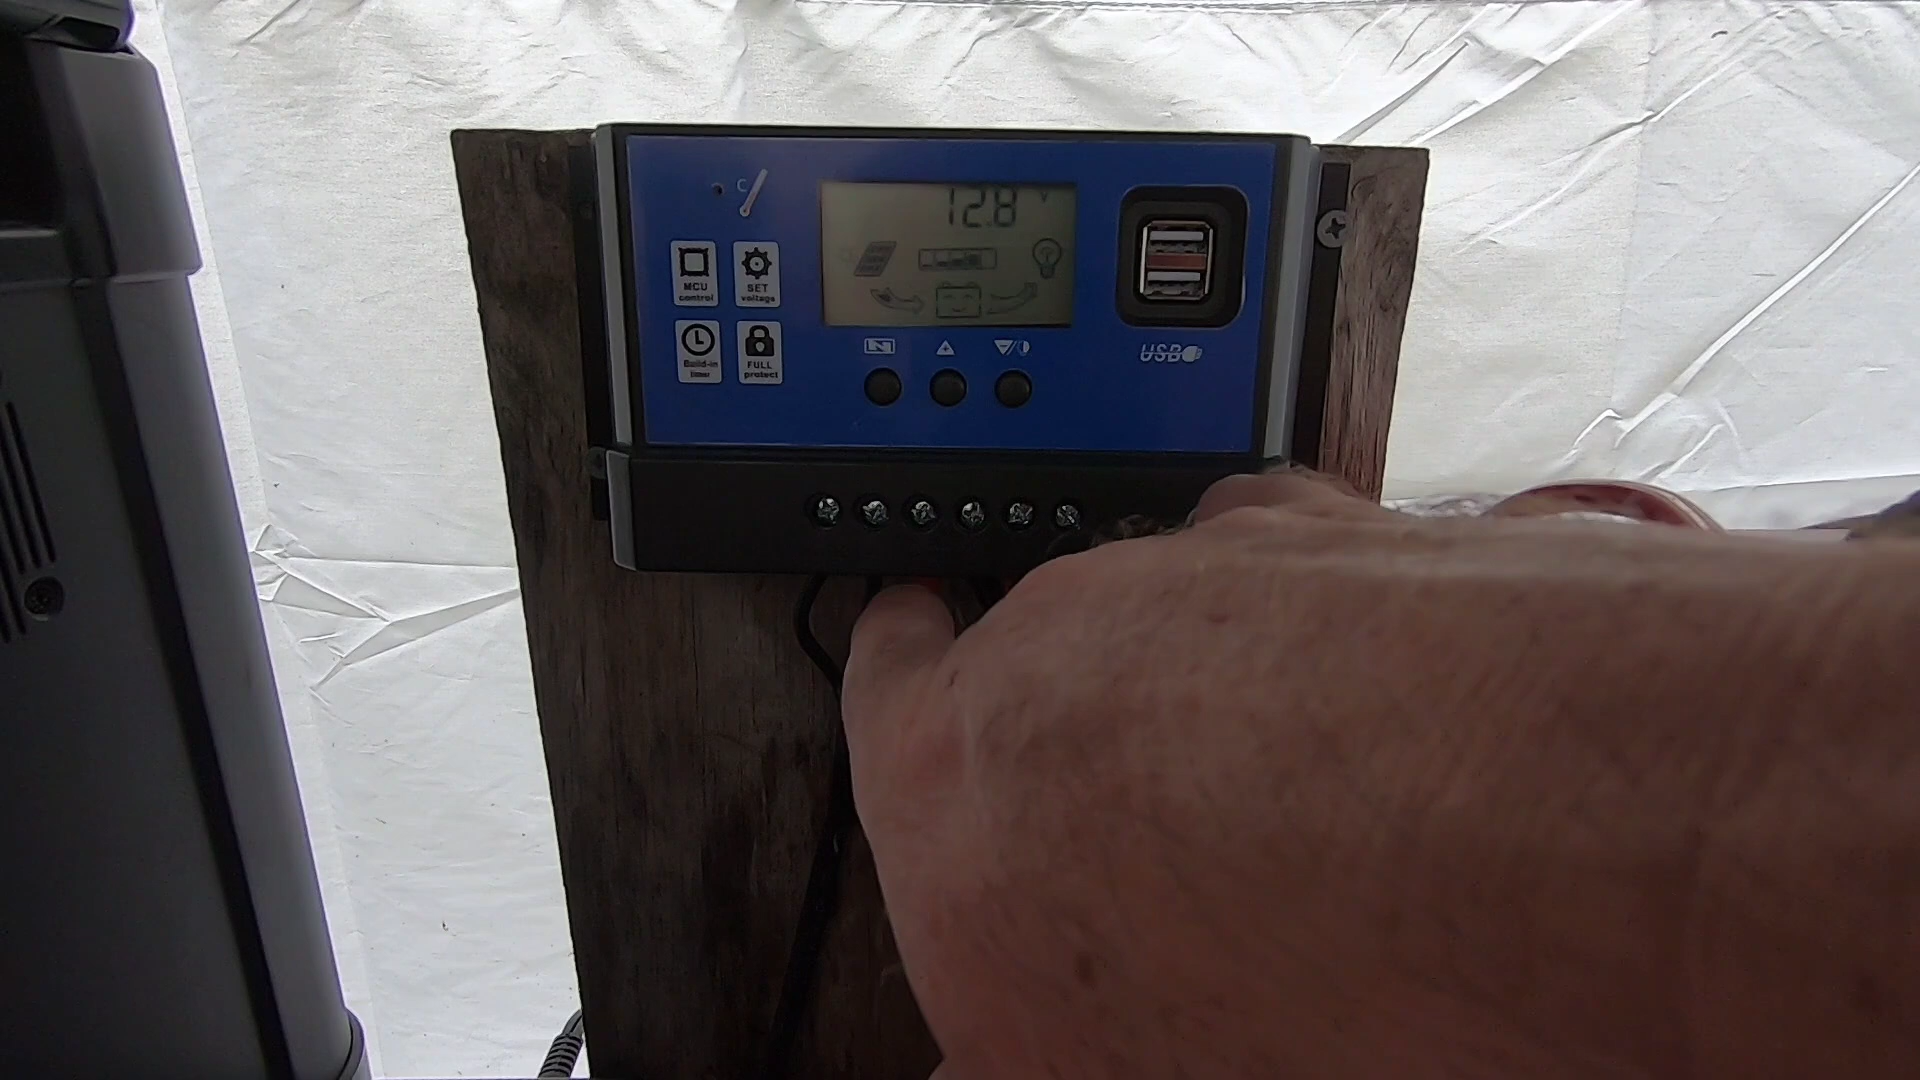 C
12.8 V
MCU
control
SET
voltage
Build-in
timer
FULL
protect
USB